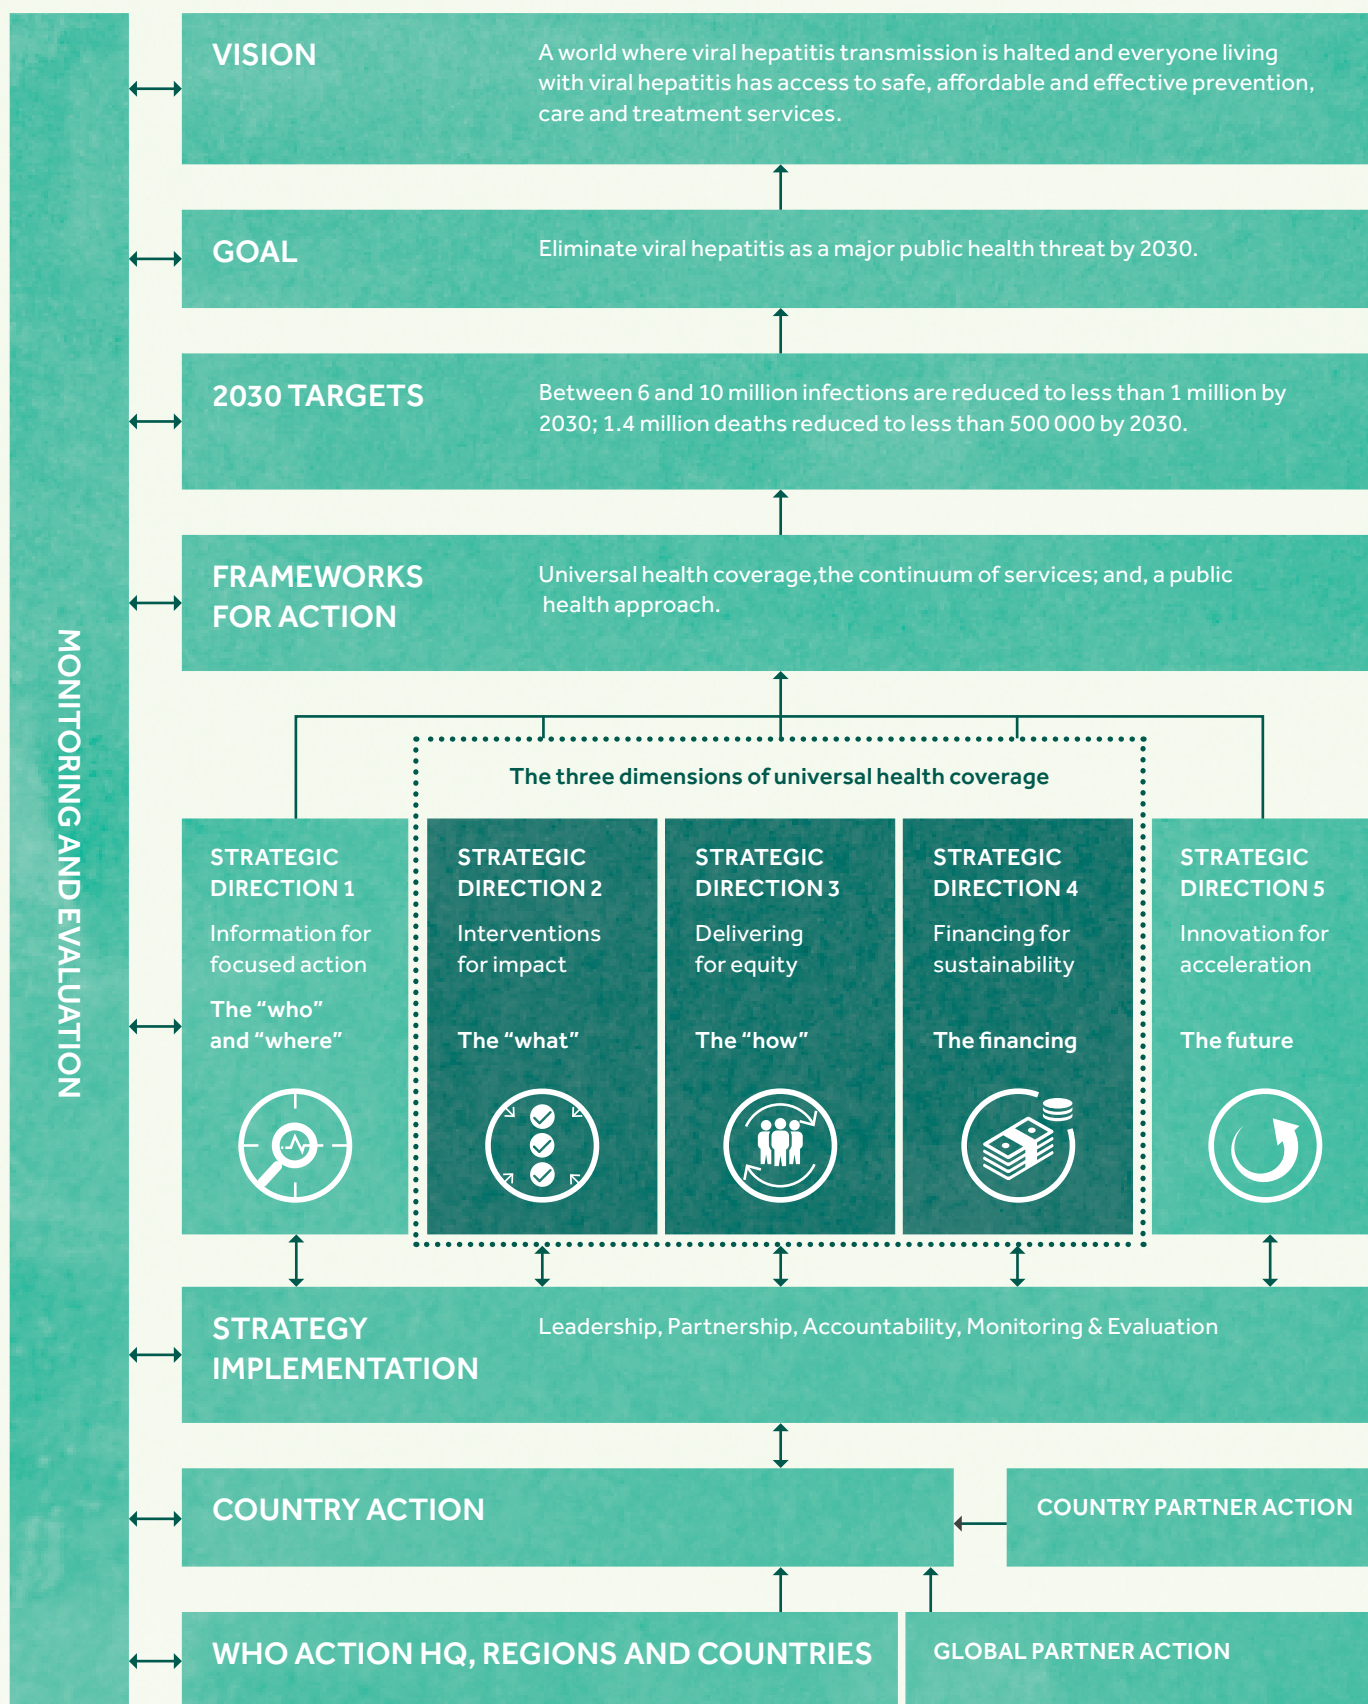 MONITORING AND EVALUATION
VISION
A world where viral hepatitis transmission is halted and everyone living
with viral hepatitis has access to safe, affordable and effective prevention,
care and treatment services.
GOAL
Eliminate viral hepatitis as a major public health threat by 2030.
2030 TARGETS
Between 6 and 10 million infections are reduced to less than 1 million by
2030; 1.4 million deaths reduced to less than 500 000 by 2030.
FRAMEWORKS
FOR ACTION
Universal health coverage,the continuum of services; and, a public
health approach.
The three dimensions of universal health coverage
STRATEGIC
DIRECTION 1
Information for
focused action
The “who”
and “where”
STRATEGIC
DIRECTION 2
Interventions
for impact
The “what”
STRATEGIC
DIRECTION 3
Delivering
for equity
The “how”
STRATEGIC
DIRECTION 4
Financing for
sustainability
The financing
STRATEGIC
DIRECTION 5
Innovation for
acceleration
The future
STRATEGY
IMPLEMENTATION
Leadership, Partnership, Accountability, Monitoring & Evaluation
COUNTRY ACTION
COUNTRY PARTNER ACTION
WHO ACTION HQ, REGIONS AND COUNTRIES
GLOBAL PARTNER ACTION